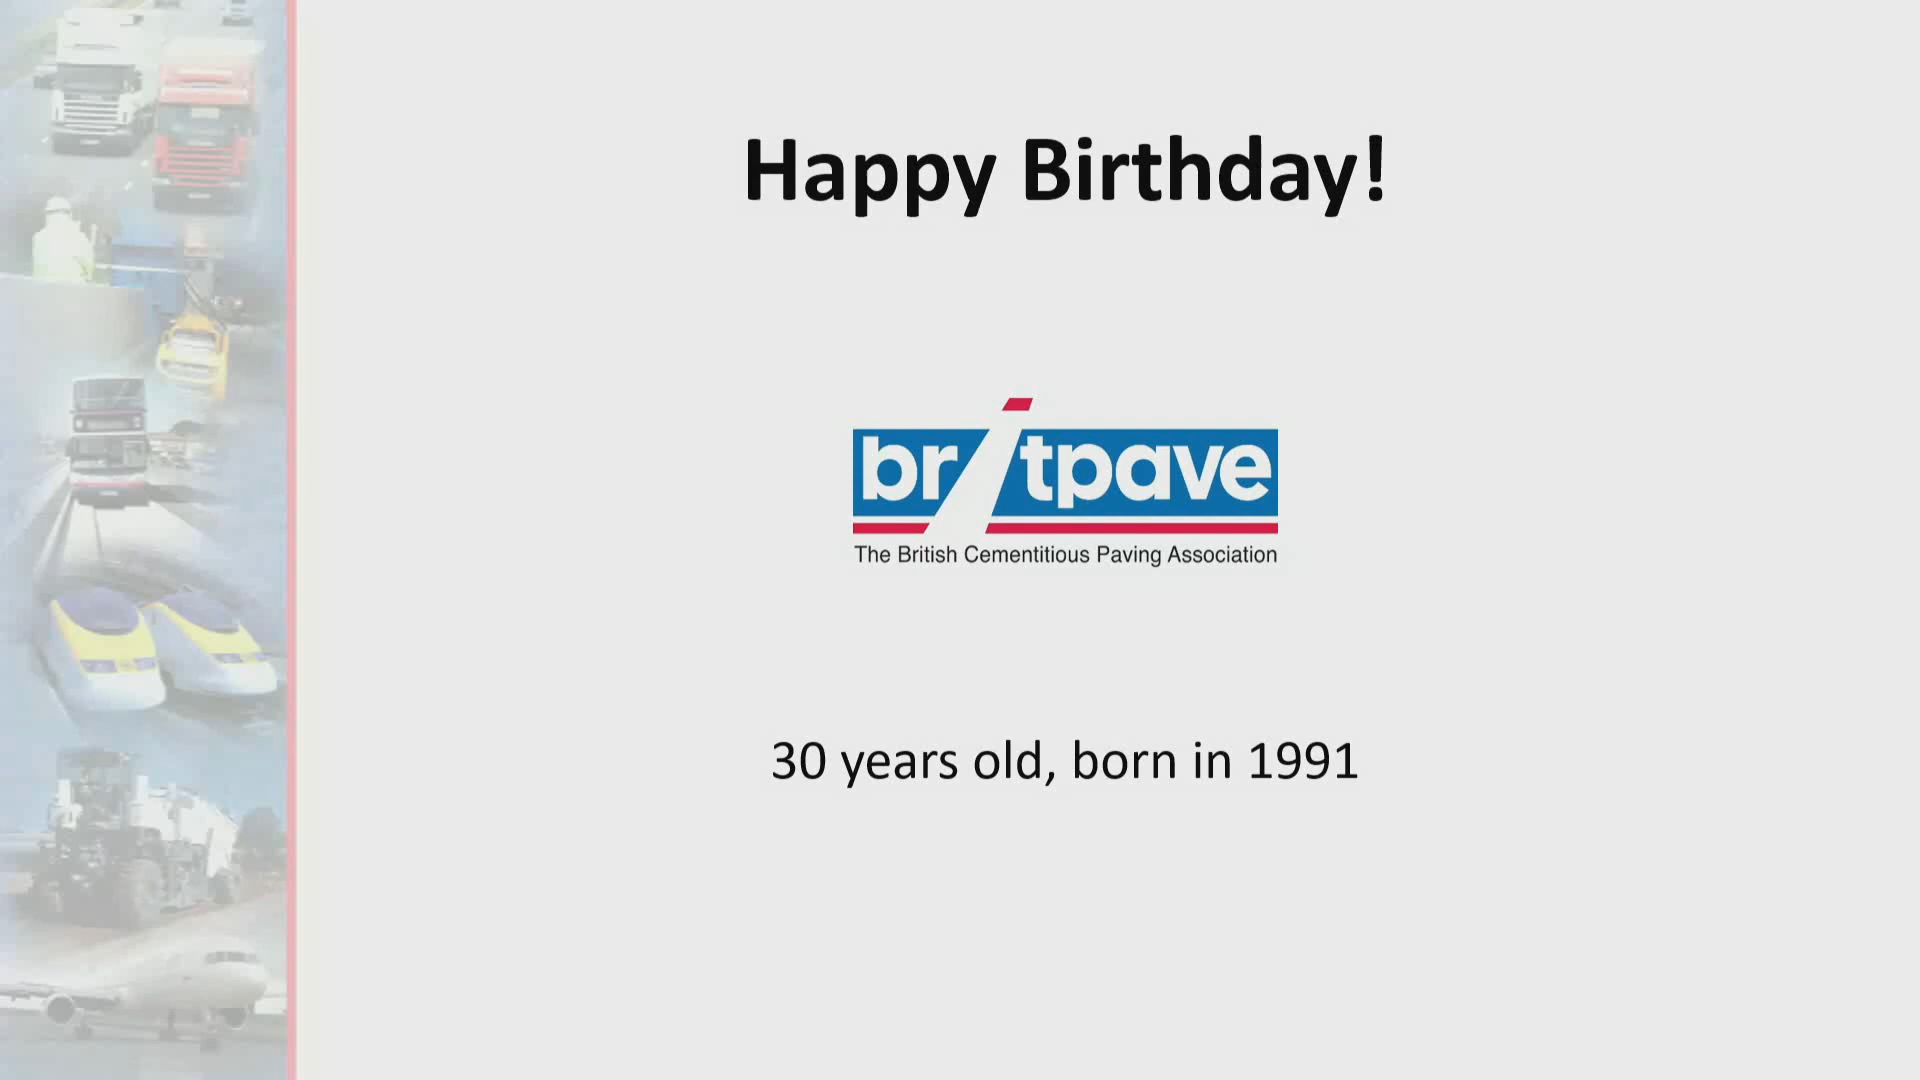 Happy Birthday!
britpave
The British Cementitious Paving Association
30 years old, born in 1991